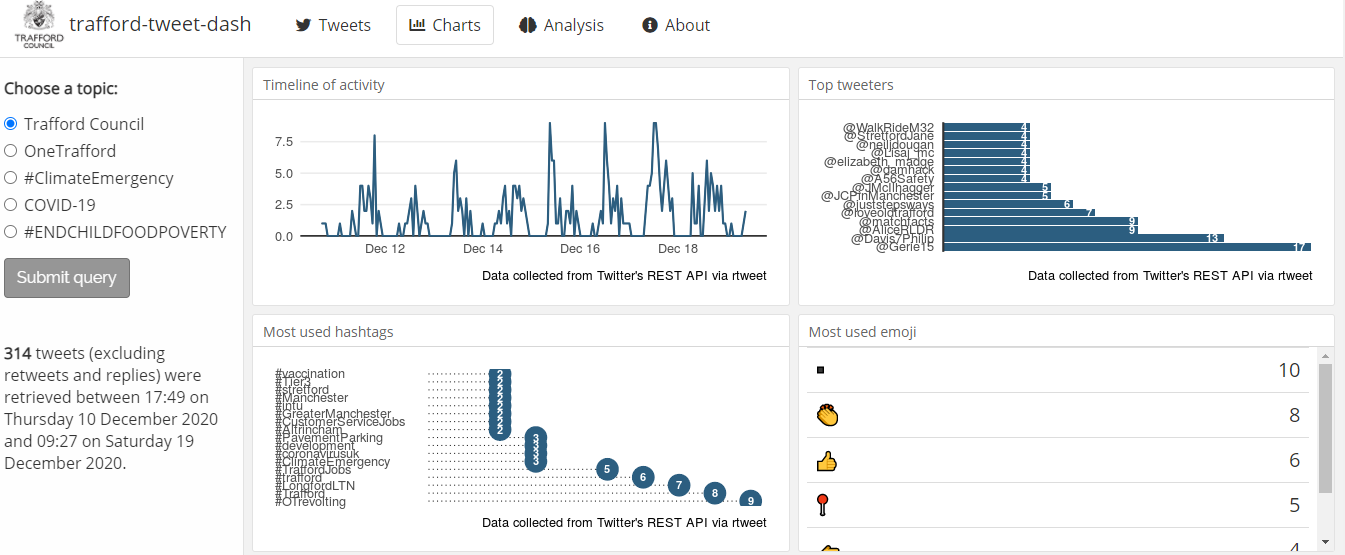 TRAFFORD
COUNCIL
trafford-tweet-dash
Tweets
Charts
Analysis
About
Choose a topic:
Trafford Council
OneTrafford
#ClimateEmergency
COVID-19
#ENDCHILDFOODPOVERTY
Submit query
314 tweets (excluding
retweets and replies) were
retrieved between 17:49 on
Thursday 10 December 2020
and 09:27 on Saturday 19
December 2020.
Timeline of activity
7.5
5.0
2.5
0.0
Dec 12
Dec 14
Dec 16
Dec 18
Data collected from Twitter's REST API via rtweet
Top tweeters
@WalkRideM32 4
@StretfordJane 4
@neiljdougan 4
@Lisaj_mc 4
@elizabeth_madge 4
@damhack 4
@A56Safety 4
@JMcIlhagger 5
@JCPinManchester 5
@juststepsways 6
@loveoldtrafford 7
@matchfacts 9
@AliceRLDR 9
@Davis7Philip 13
@Gerie15 17
Data collected from Twitter's REST API via rtweet
Most used hashtags
#vaccination 2
#Tier3 2
#stretford 2
#Manchester 2
#intu 2
#GreaterManchester 2
#CustomerServiceJobs 2
#Altrincham 2
#PavementParking 3
#development 3
#coronavirusuk 3
#ClimateEmergency 3
#TraffordJobs 5
#trafford 6
#LongfordLTN 7
#Trafford 8
#OTrevolting 9
Data collected from Twitter's REST API via rtweet
Most used emoji
10
8
6
5
4